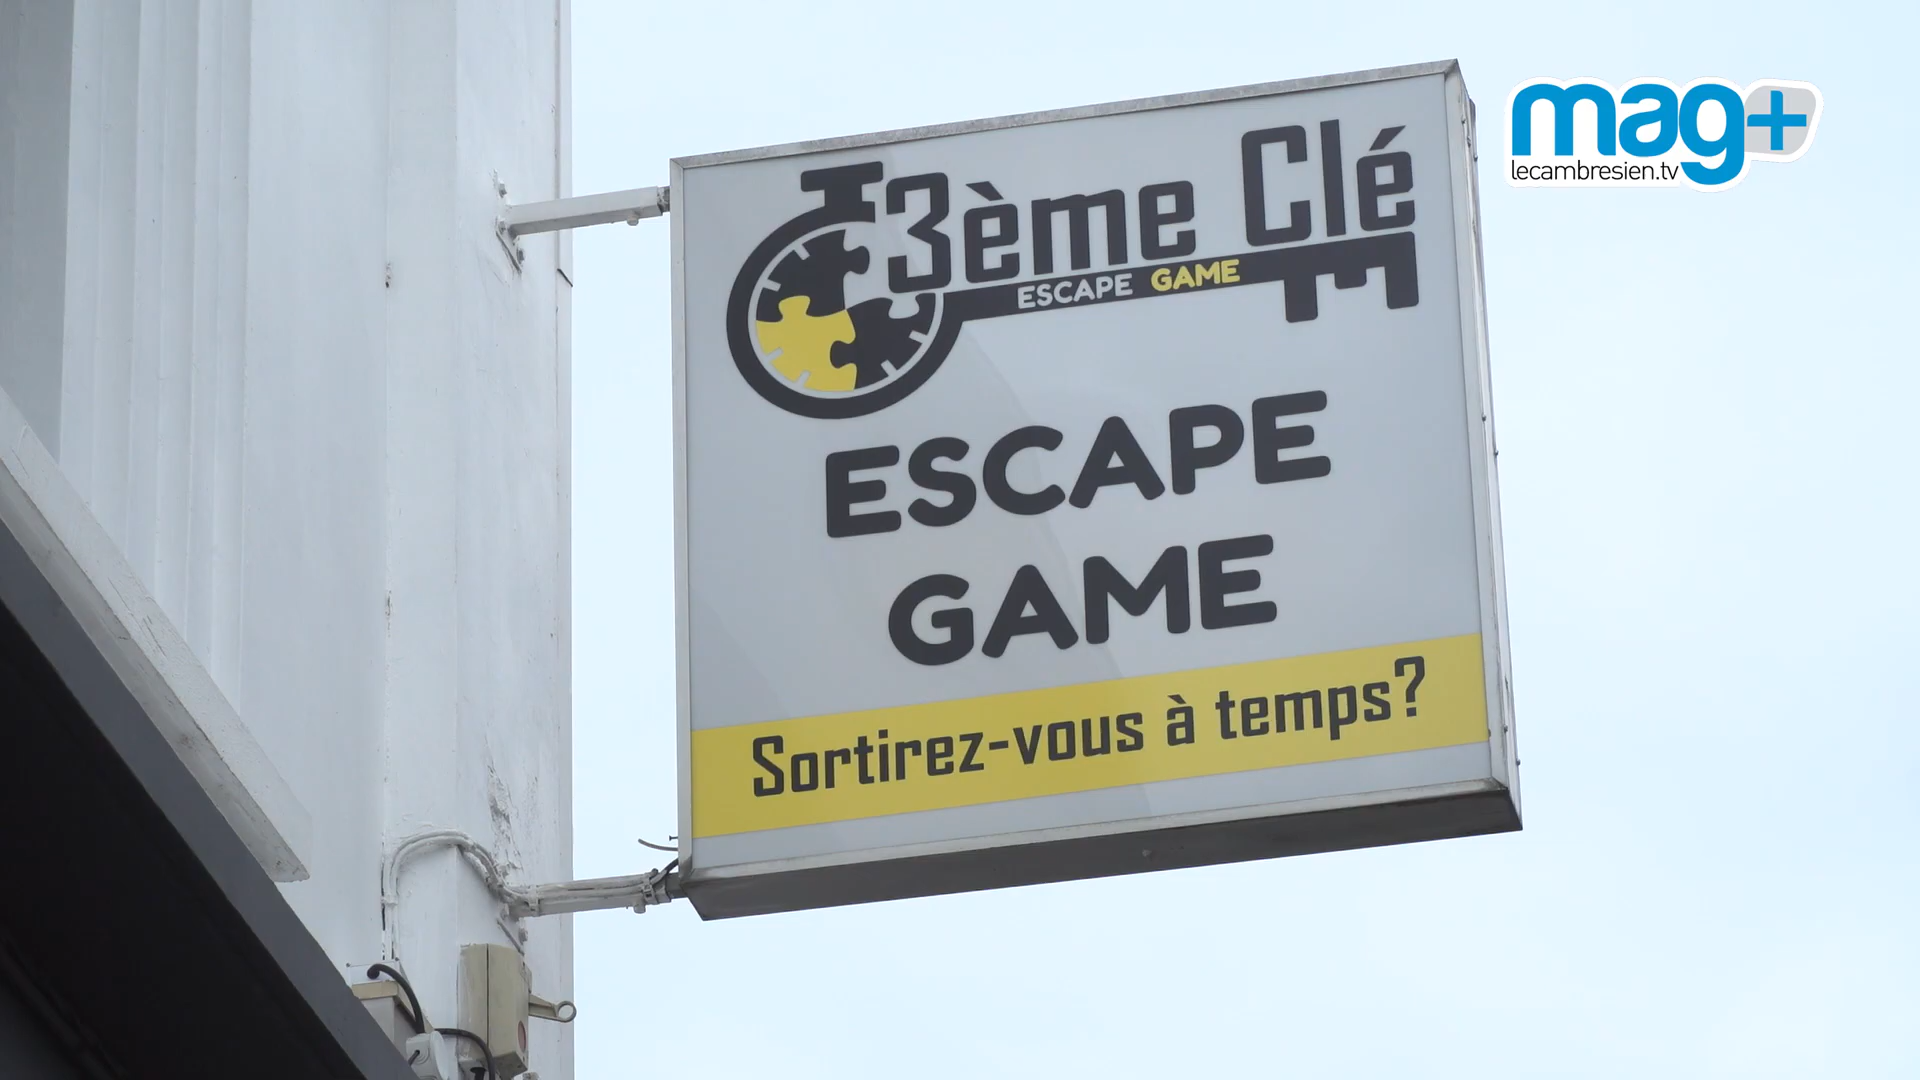 mag+
lecambresien.tv
3ème Clé
ESCAPE GAME
ESCAPE
GAME
Sortirez-vous à temps?